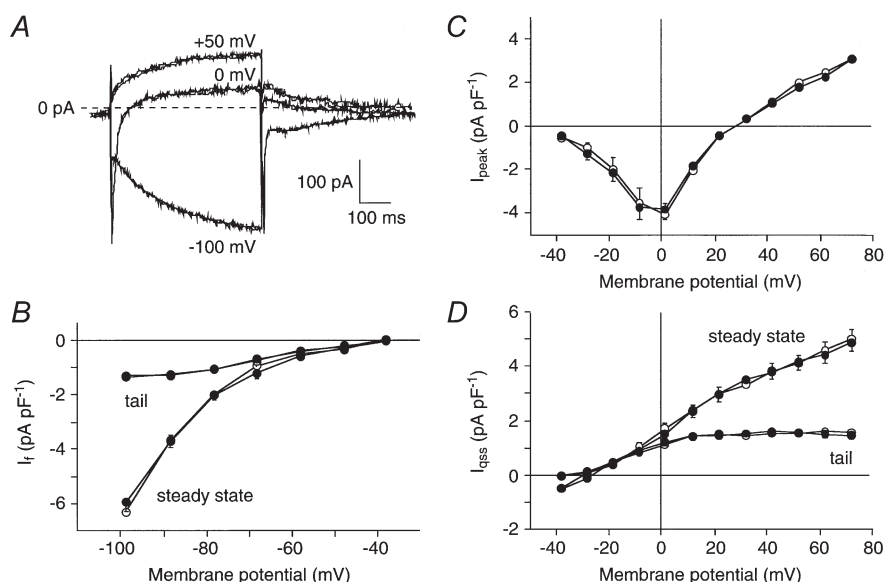 A
+50 mV
0 mV
0 pA
100 pA
100 ms
-100 mV
B
0
-2
-4
-6
I_f (pA pF⁻¹)
tail
steady state
-100 -80 -60 -40
Membrane potential (mV)
C
4
2
0
-2
-4
I_peak (pA pF⁻¹)
-40 -20 0 20 40 60 80
Membrane potential (mV)
D
6
4
2
0
-2
I_qss (pA pF⁻¹)
steady state
tail
-40 -20 0 20 40 60 80
Membrane potential (mV)